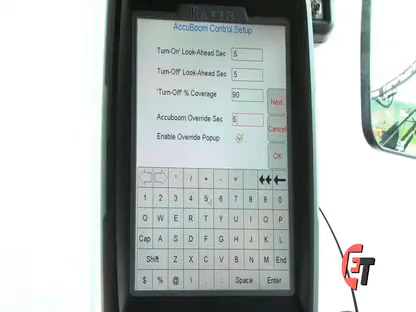 RAVEN
AccuBoom Control Setup
'Turn-On' Look-Ahead Sec .5
'Turn-Off' Look-Ahead Sec .5
'Turn-Off' % Coverage 90
Next
Accuboom Override Sec 5
Cancel
Enable Override Popup
OK
' / + - * =
1 2 3 4 5 6 7 8 9 0
Q W E R T Y U I O P
Cap A S D F G H J K L
Shift Z X C V B N M End
$ % @ \ , . Space Enter
ET